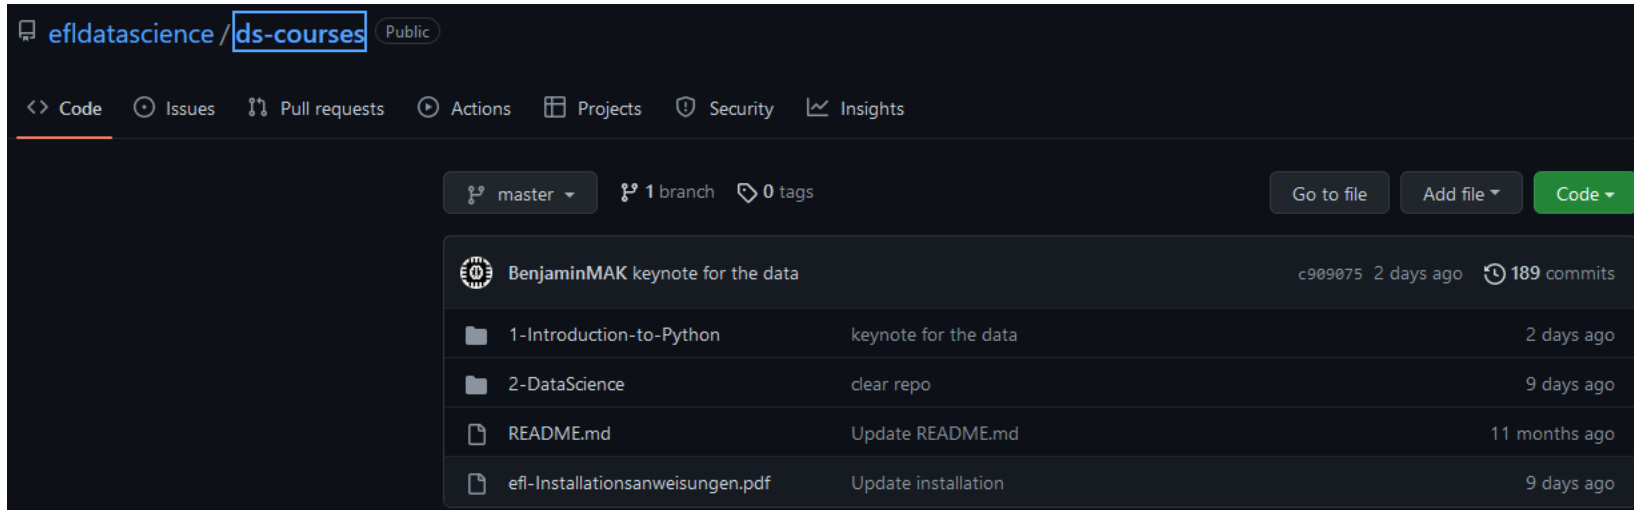 efldatascience / ds-courses Public
Code Issues Pull requests Actions Projects Security Insights
master 1 branch 0 tags Go to file Add file Code
BenjaminMAK keynote for the data c909075 2 days ago 189 commits
1-Introduction-to-Python keynote for the data 2 days ago
2-DataScience clear repo 9 days ago
README.md Update README.md 11 months ago
efl-Installationsanweisungen.pdf Update installation 9 days ago